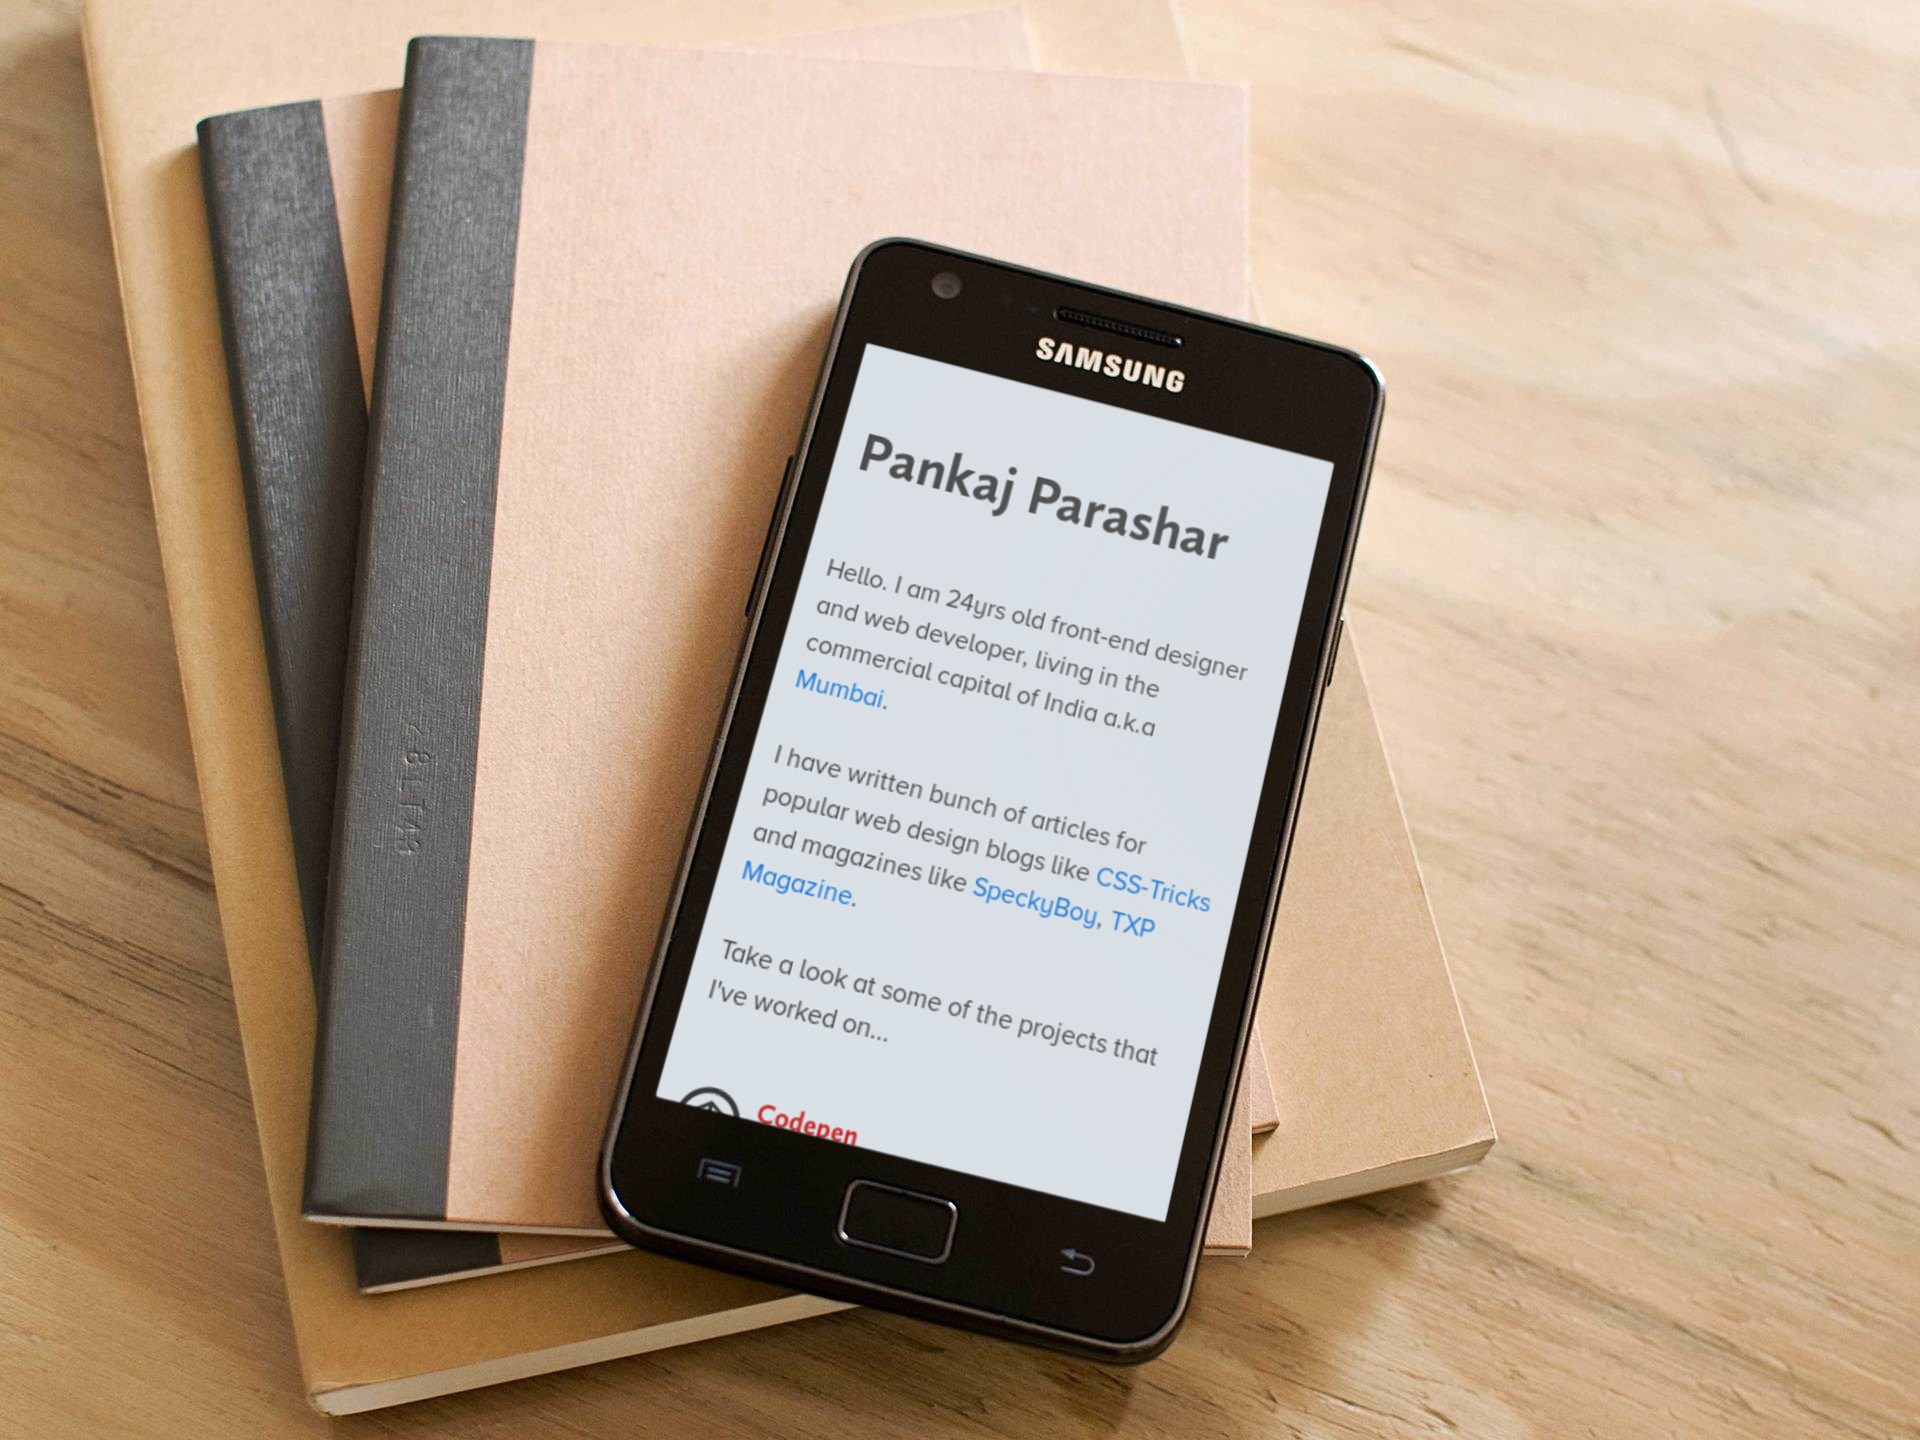 SAMSUNG
Pankaj Parashar
Hello. I am 24yrs old front-end designer
and web developer, living in the
commercial capital of India a.k.a
Mumbai.
I have written bunch of articles for
popular web design blogs like CSS-Tricks
and magazines like SpeckyBoy, TXP
Magazine.
Take a look at some of the projects that
I've worked on...
Codepen